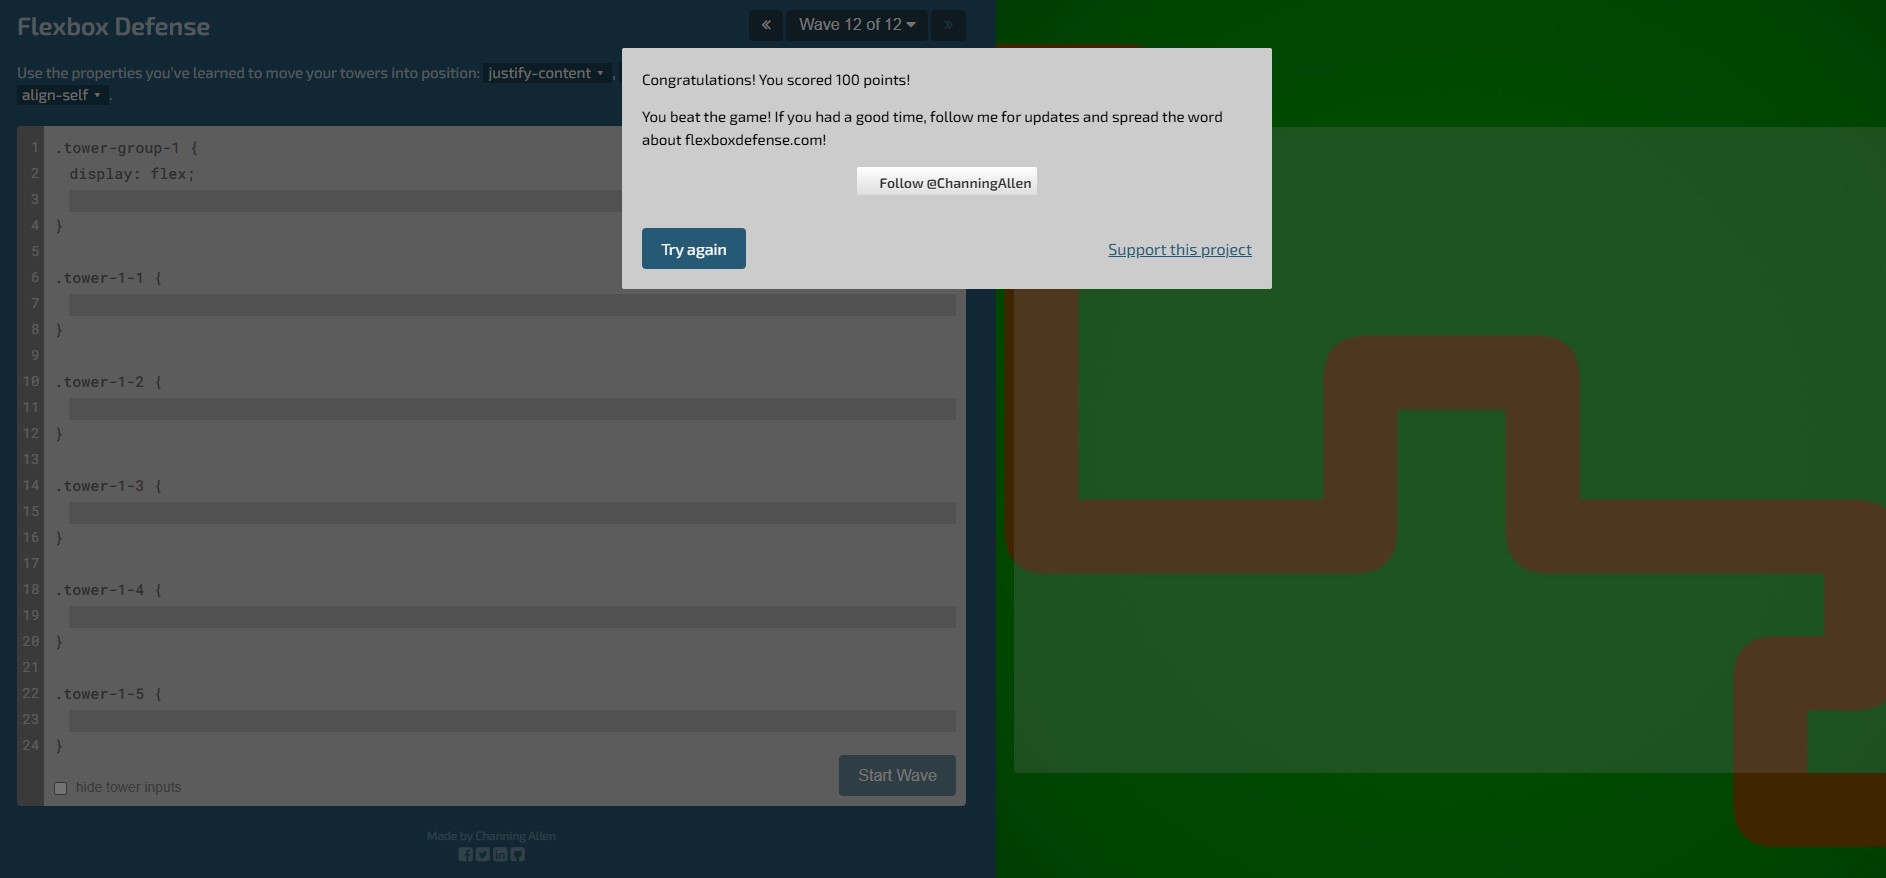 Flexbox Defense
« Wave 12 of 12 »
Use the properties you've learned to move your towers into position: justify-content ,
align-self .
Congratulations! You scored 100 points!
You beat the game! If you had a good time, follow me for updates and spread the word
about flexboxdefense.com!
Follow @ChanningAllen
Try again
Support this project
1 .tower-group-1 {
2 display: flex;
3
4 }
5
6 .tower-1-1 {
7
8 }
9
10 .tower-1-2 {
11
12 }
13
14 .tower-1-3 {
15
16 }
17
18 .tower-1-4 {
19
20 }
21
22 .tower-1-5 {
23
24 }
hide tower inputs
Start Wave
Made by Channing Allen